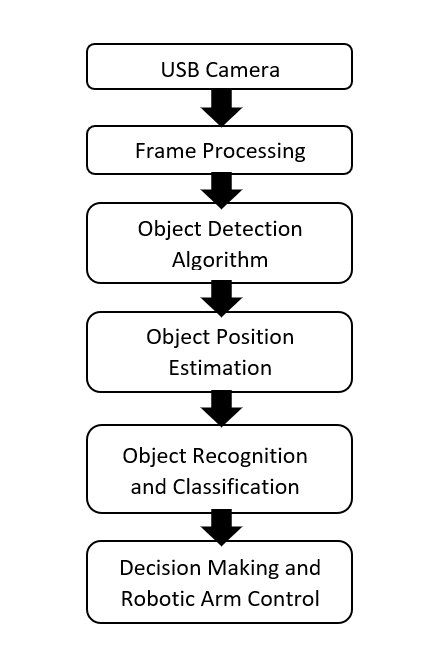 USB Camera
Frame Processing
Object Detection
Algorithm
Object Position
Estimation
Object Recognition
and Classification
Decision Making and
Robotic Arm Control